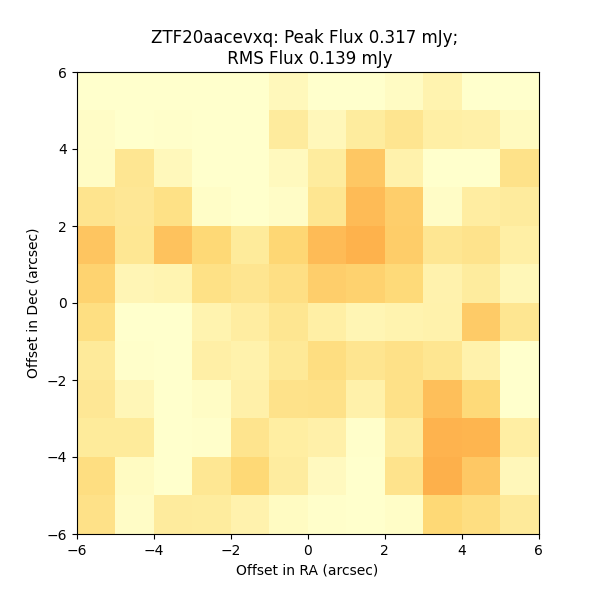 ZTF20aacevxq: Peak Flux 0.317 mJy;
RMS Flux 0.139 mJy
6
4
2
0
−2
−4
−6
Offset in Dec (arcsec)
−6 −4 −2 0 2 4 6
Offset in RA (arcsec)